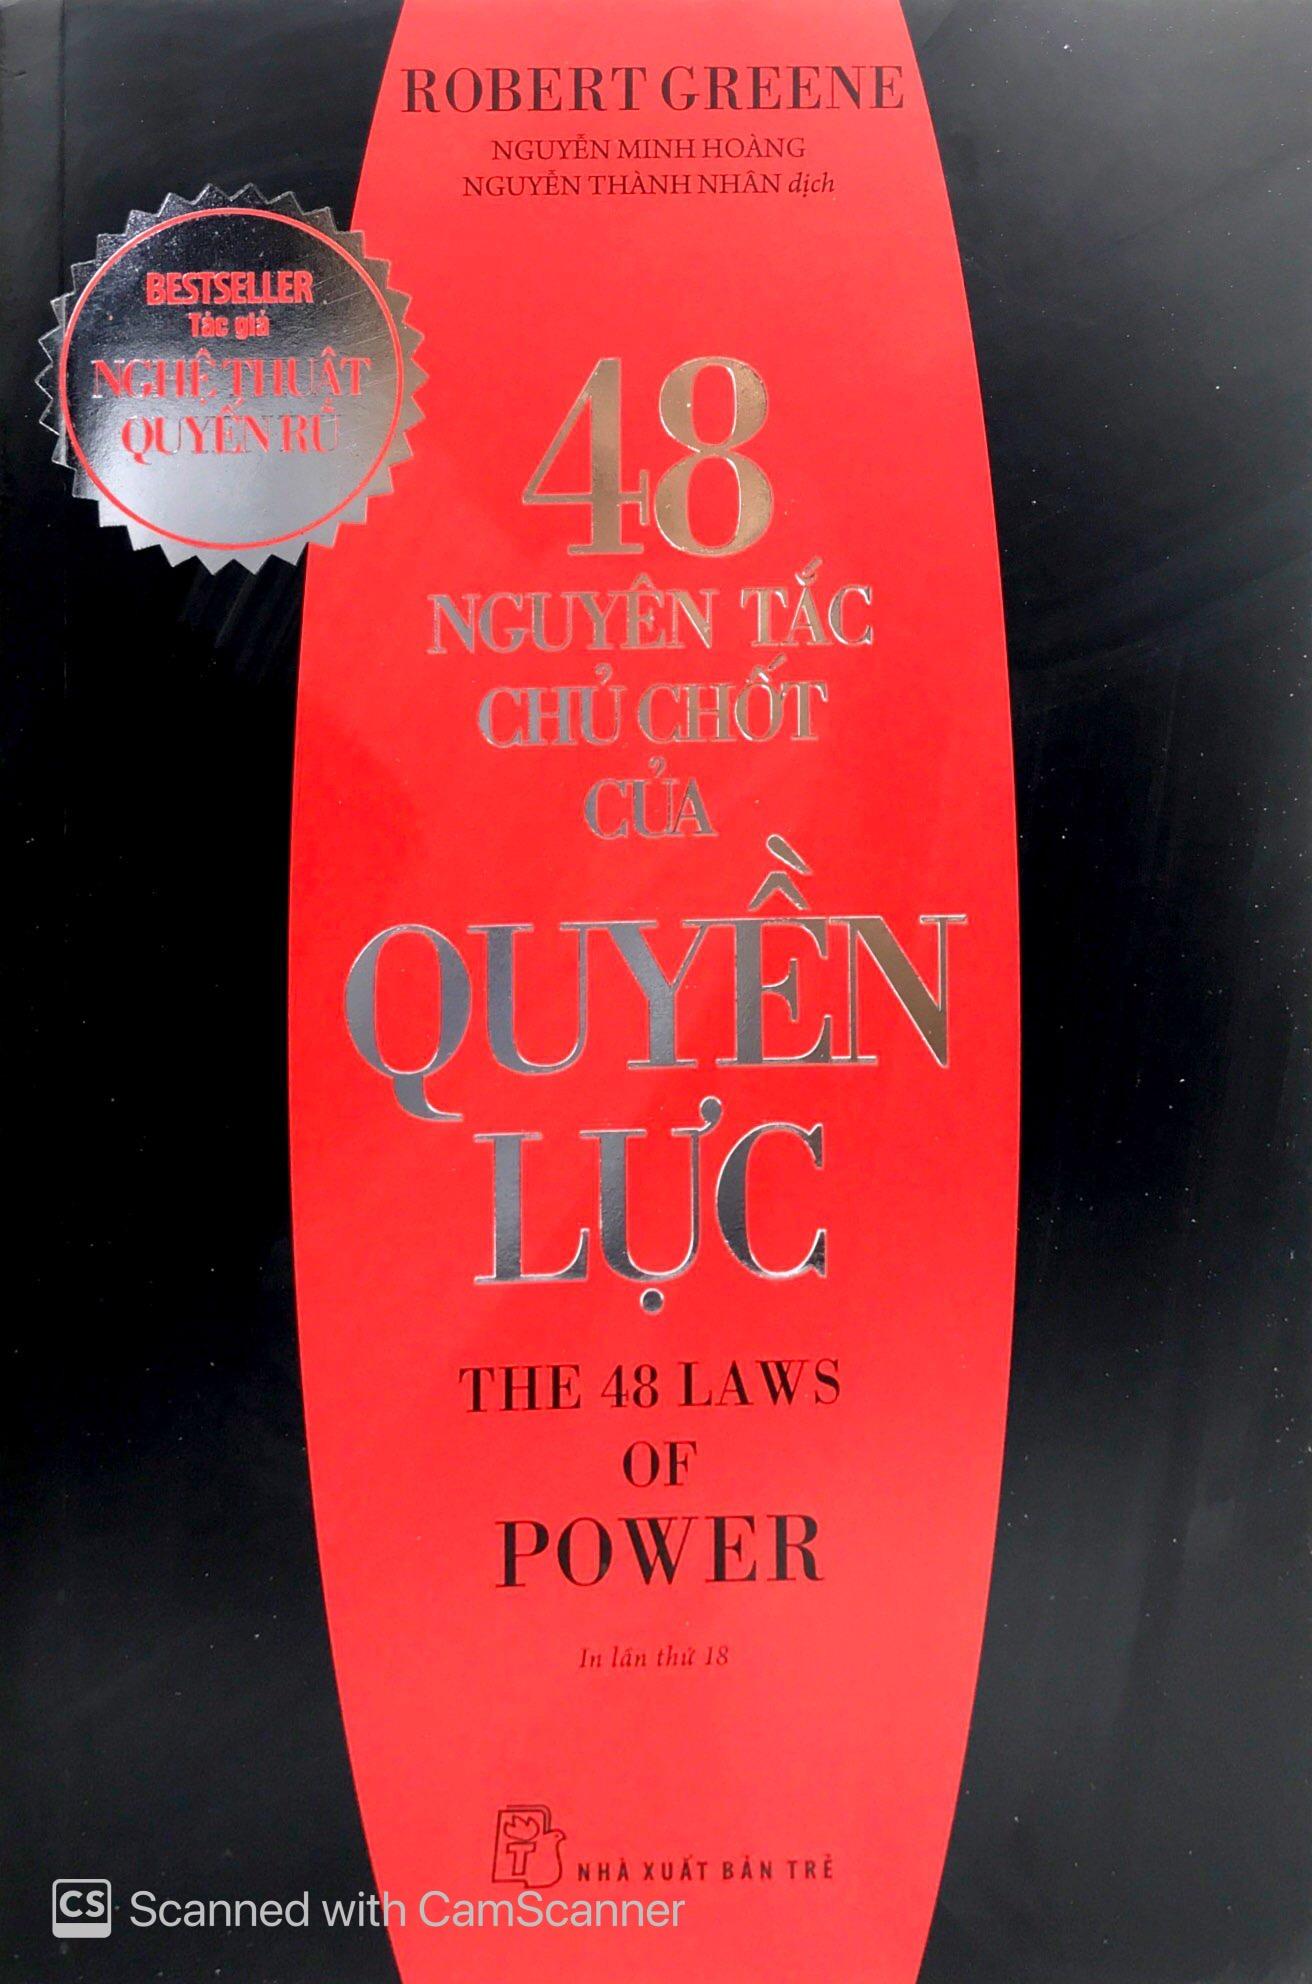 ROBERT GREENE
NGUYỄN MINH HOÀNG
NGUYỄN THÀNH NHÂN dịch
BESTSELLER
Tác giả
NGHỆ THUẬT
QUYẾN RŨ
48
NGUYÊN TẮC
CHỦ CHỐT
CỦA
QUYỀN
LỰC
THE 48 LAWS
OF
POWER
In lần thứ 18
NHÀ XUẤT BẢN TRẺ
CS Scanned with CamScanner